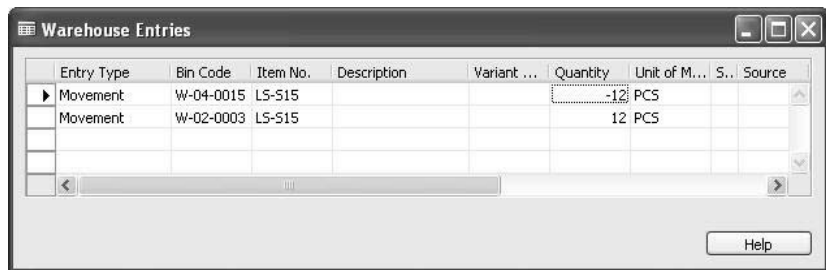 Warehouse Entries
Entry Type Bin Code Item No. Description Variant ... Quantity Unit of M... S.. Source
Movement W-04-0015 LS-S15 -12 PCS
Movement W-02-0003 LS-S15 12 PCS
Help